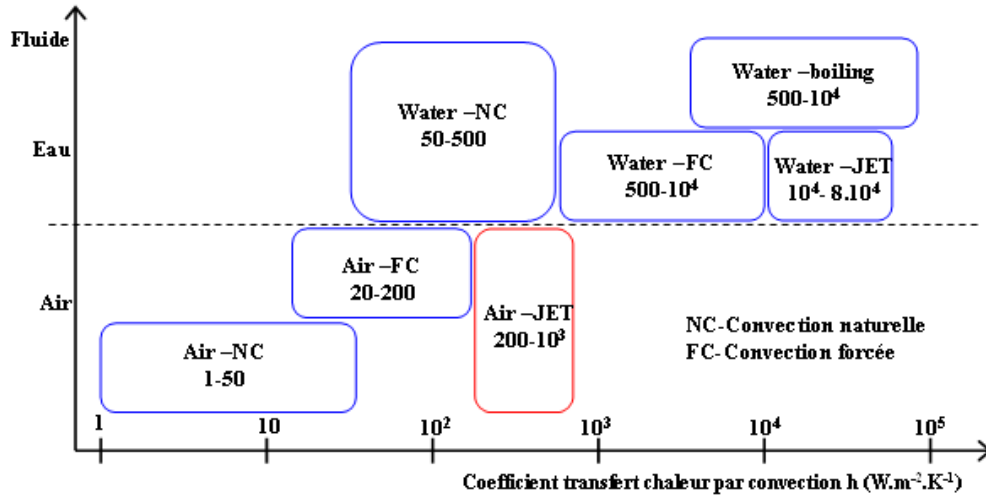 Fluide
Water –boiling
500-10⁴
Water –NC
50-500
Eau
Water –FC
500-10⁴
Water –JET
10⁴- 8.10⁴
Air –FC
20-200
Air
Air –JET
200-10³
NC-Convection naturelle
FC- Convection forcée
Air –NC
1-50
1
10
10²
10³
10⁴
10⁵
Coefficient transfert chaleur par convection h (W.m⁻².K⁻¹)